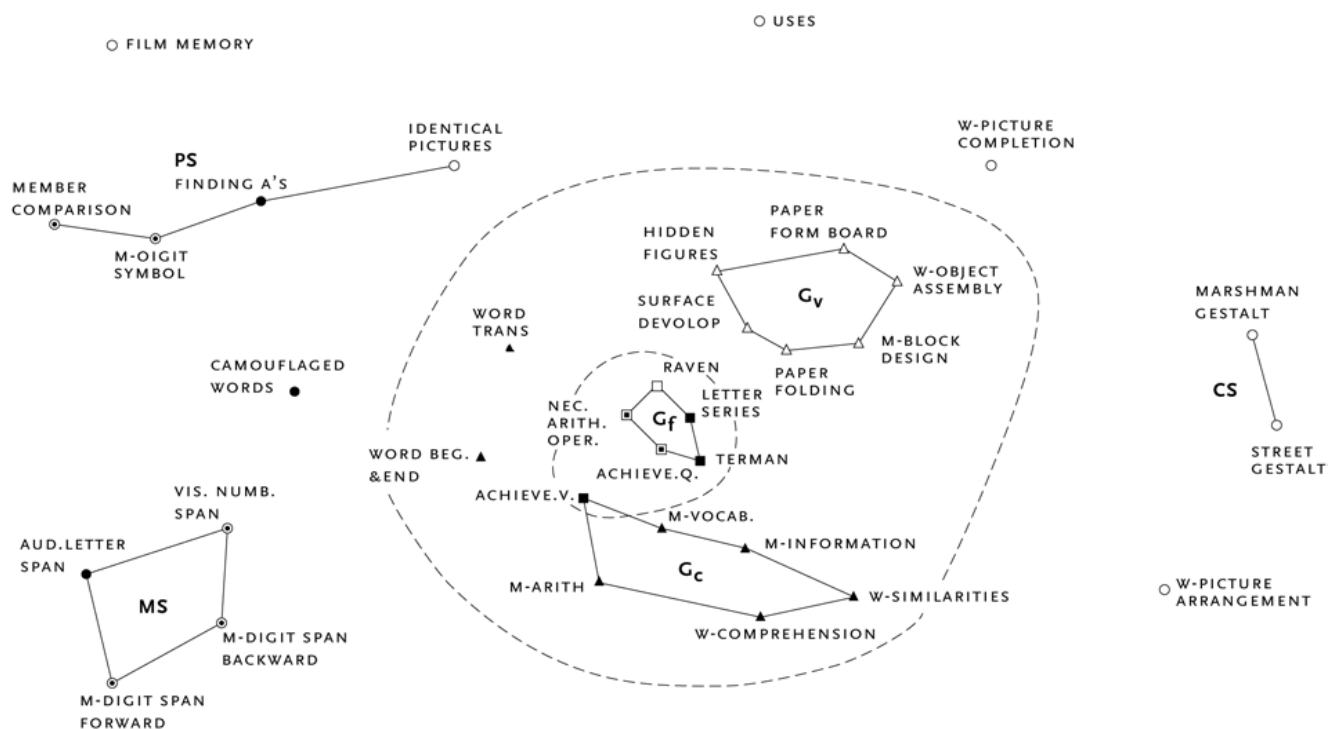 USES
FILM MEMORY
IDENTICAL
PICTURES
W-PICTURE
COMPLETION
PS
FINDING A'S
MEMBER
COMPARISON
M-OIGIT
SYMBOL
PAPER
FORM BOARD
HIDDEN
FIGURES
W-OBJECT
ASSEMBLY
Gv
SURFACE
DEVOLOP
M-BLOCK
DESIGN
PAPER
FOLDING
MARSHMAN
GESTALT
CS
STREET
GESTALT
WORD
TRANS
CAMOUFLAGED
WORDS
RAVEN
LETTER
SERIES
NEC.
ARITH.
OPER.
Gf
TERMAN
ACHIEVE.Q.
WORD BEG.
&END
ACHIEVE.V.
VIS. NUMB.
SPAN
AUD.LETTER
SPAN
MS
M-DIGIT SPAN
BACKWARD
M-DIGIT SPAN
FORWARD
M-VOCAB.
M-INFORMATION
Gc
M-ARITH
W-SIMILARITIES
W-COMPREHENSION
W-PICTURE
ARRANGEMENT